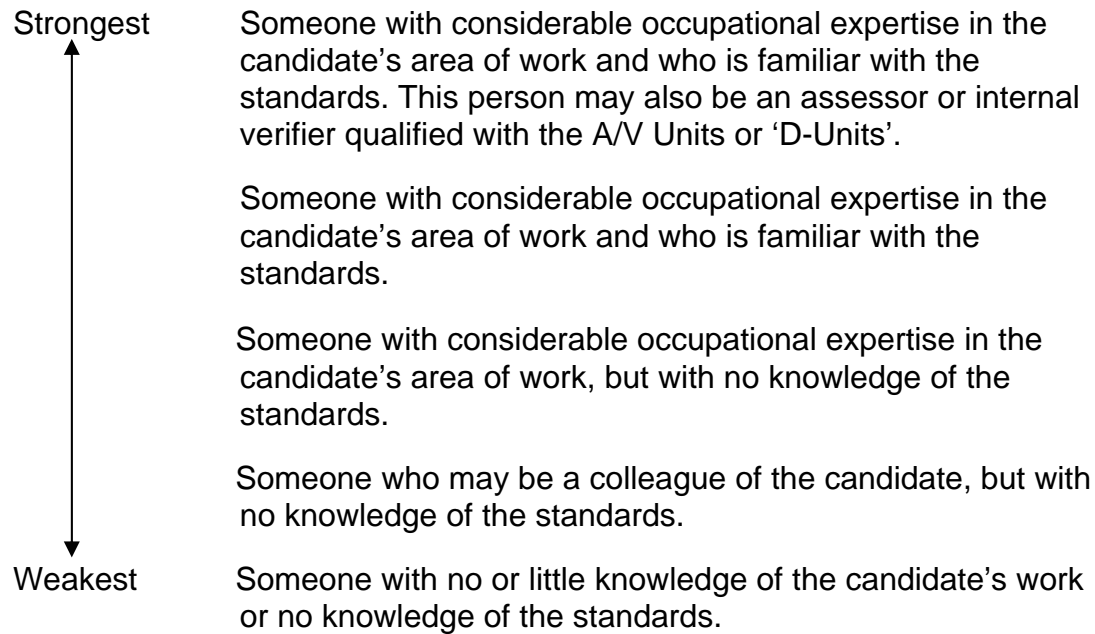 Strongest Someone with considerable occupational expertise in the
candidate’s area of work and who is familiar with the
standards. This person may also be an assessor or internal
verifier qualified with the A/V Units or ‘D-Units’.
Someone with considerable occupational expertise in the
candidate’s area of work and who is familiar with the
standards.
Someone with considerable occupational expertise in the
candidate’s area of work, but with no knowledge of the
standards.
Someone who may be a colleague of the candidate, but with
no knowledge of the standards.
Weakest Someone with no or little knowledge of the candidate’s work
or no knowledge of the standards.